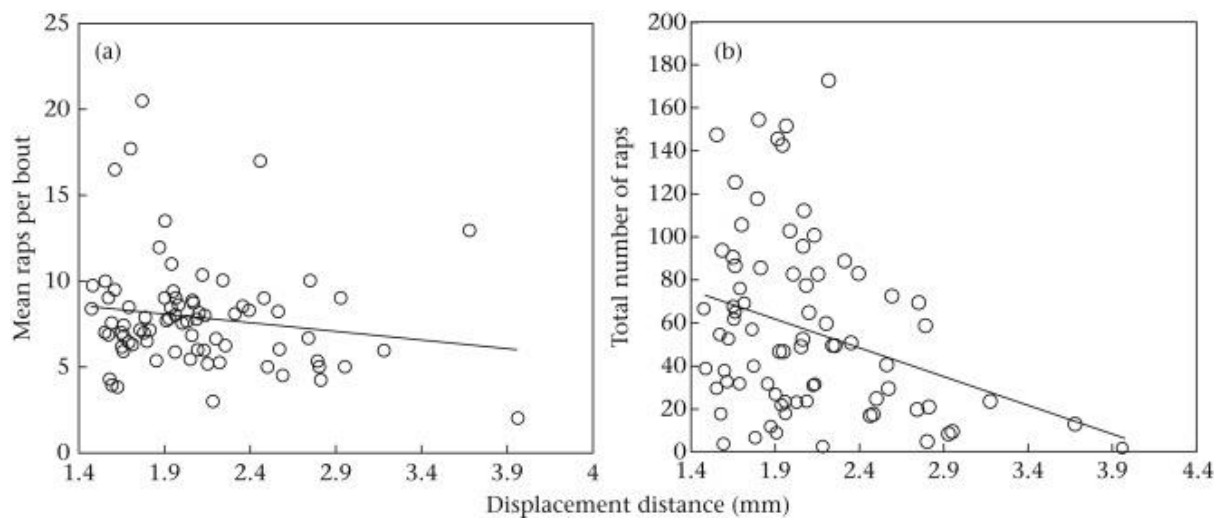 25
20
15
10
5
0
(a)
Mean raps per bout
1.4 1.9 2.4 2.9 3.4 3.9 4
200
180
160
140
120
100
80
60
40
20
0
(b)
Total number of raps
1.4 1.9 2.4 2.9 3.4 3.9 4.4
Displacement distance (mm)